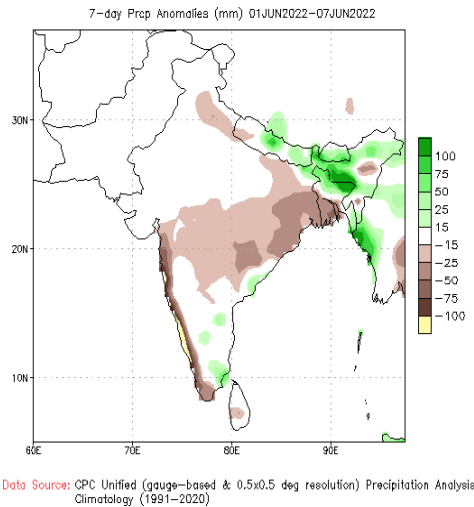 7-day Prcp Anomalies (mm) 01JUN2022-07JUN2022
30N
20N
10N
60E 70E 80E 90E
100
75
50
25
15
-15
-25
-50
-75
-100
Data Source: CPC Unified (gauge-based & 0.5x0.5 deg resolution) Precipitation Analysis
Climatology (1991-2020)